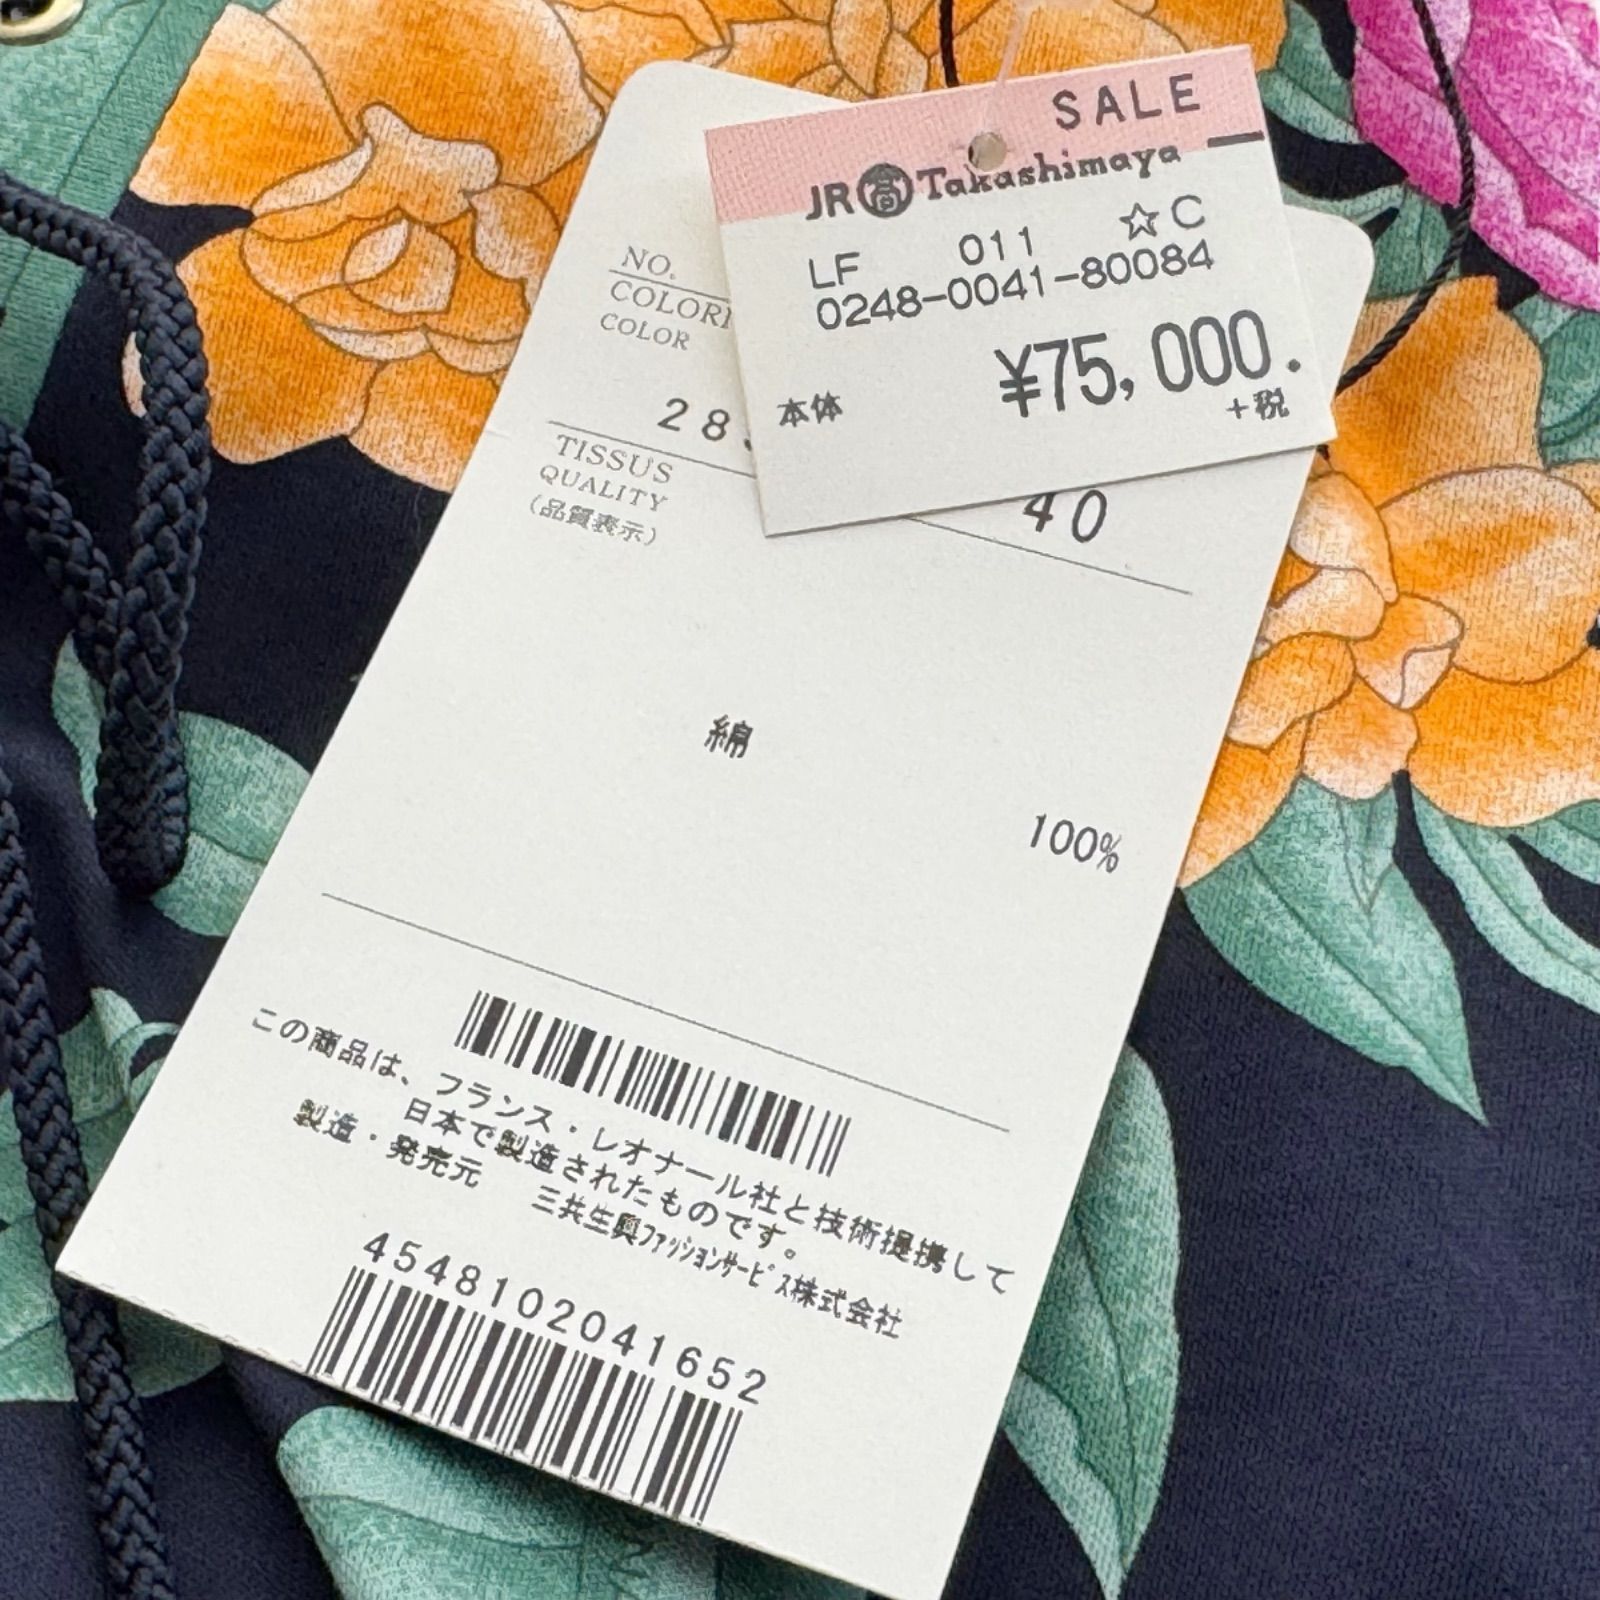 SALE
JR 髙 Takashimaya
LF 011 ☆C
0248-0041-80084
¥75,000.
本体 +税
NO.
COLORI
COLOR
28.
40
TISSUS
QUALITY
(品質表示)
綿
100%
この商品は、フランス・レオナール社と技術提携して
日本で製造されたものです。
製造・発売元 三共生興ファッションサービス株式会社
4548102041652